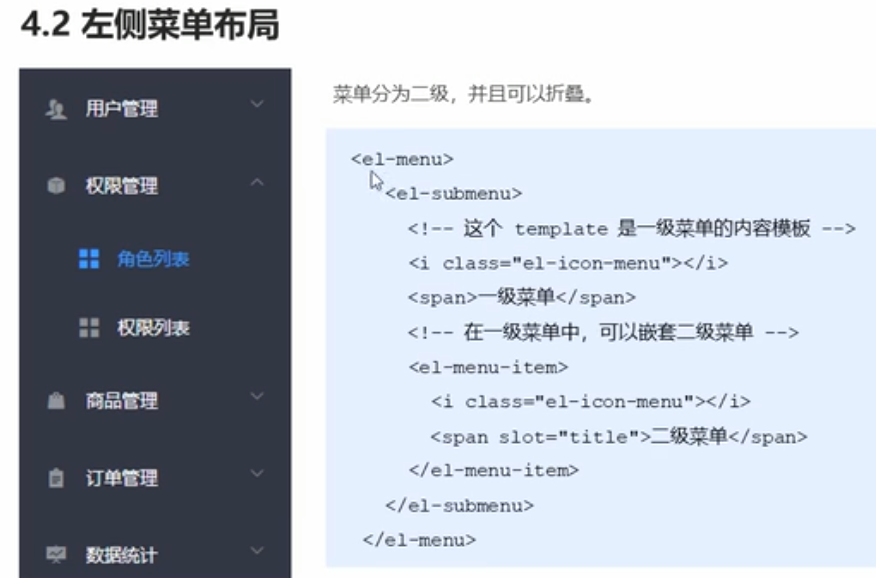 4.2 左侧菜单布局
用户管理
权限管理
角色列表
权限列表
商品管理
订单管理
数据统计
菜单分为二级，并且可以折叠。
<el-menu>
<el-submenu>
<!-- 这个 template 是一级菜单的内容模板 -->
<i class="el-icon-menu"></i>
<span>一级菜单</span>
<!-- 在一级菜单中，可以嵌套二级菜单 -->
<el-menu-item>
<i class="el-icon-menu"></i>
<span slot="title">二级菜单</span>
</el-menu-item>
</el-submenu>
</el-menu>